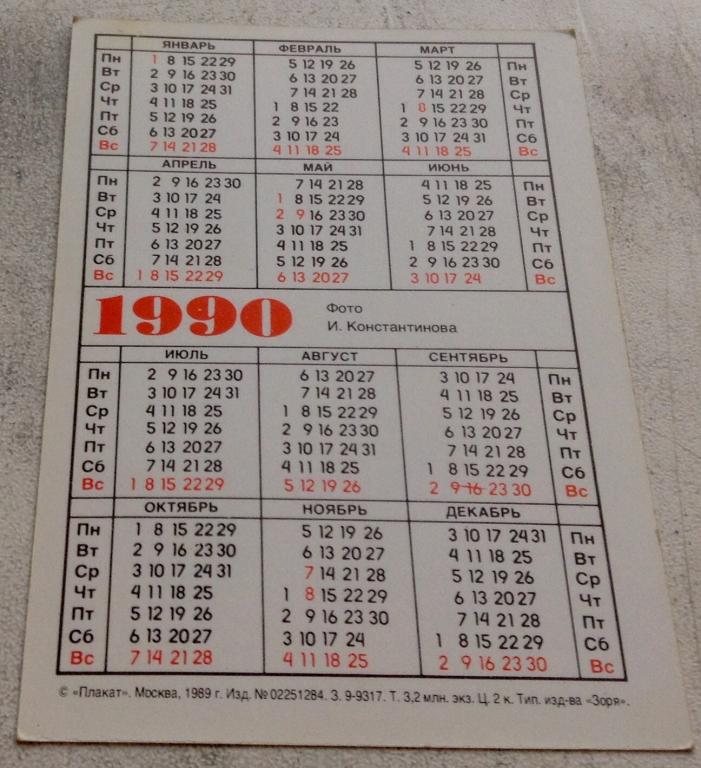 ЯНВАРЬ ФЕВРАЛЬ МАРТ
Пн 1 8 15 22 29 5 12 19 26 5 12 19 26 Пн
Вт 2 9 16 23 30 6 13 20 27 6 13 20 27 Вт
Ср 3 10 17 24 31 7 14 21 28 7 14 21 28 Ср
Чт 4 11 18 25 1 8 15 22 1 8 15 22 29 Чт
Пт 5 12 19 26 2 9 16 23 2 9 16 23 30 Пт
Сб 6 13 20 27 3 10 17 24 3 10 17 24 31 Сб
Вс 7 14 21 28 4 11 18 25 4 11 18 25 Вс
АПРЕЛЬ МАЙ ИЮНЬ
Пн 2 9 16 23 30 7 14 21 28 4 11 18 25 Пн
Вт 3 10 17 24 1 8 15 22 29 5 12 19 26 Вт
Ср 4 11 18 25 2 9 16 23 30 6 13 20 27 Ср
Чт 5 12 19 26 3 10 17 24 31 7 14 21 28 Чт
Пт 6 13 20 27 4 11 18 25 1 8 15 22 29 Пт
Сб 7 14 21 28 5 12 19 26 2 9 16 23 30 Сб
Вс 1 8 15 22 29 6 13 20 27 3 10 17 24 Вс
1990
Фото
И. Константинова
ИЮЛЬ АВГУСТ СЕНТЯБРЬ
Пн 2 9 16 23 30 6 13 20 27 3 10 17 24 Пн
Вт 3 10 17 24 31 7 14 21 28 4 11 18 25 Вт
Ср 4 11 18 25 1 8 15 22 29 5 12 19 26 Ср
Чт 5 12 19 26 2 9 16 23 30 6 13 20 27 Чт
Пт 6 13 20 27 3 10 17 24 31 7 14 21 28 Пт
Сб 7 14 21 28 4 11 18 25 1 8 15 22 29 Сб
Вс 1 8 15 22 29 5 12 19 26 2 9 16 23 30 Вс
ОКТЯБРЬ НОЯБРЬ ДЕКАБРЬ
Пн 1 8 15 22 29 5 12 19 26 3 10 17 24 31 Пн
Вт 2 9 16 23 30 6 13 20 27 4 11 18 25 Вт
Ср 3 10 17 24 31 7 14 21 28 5 12 19 26 Ср
Чт 4 11 18 25 1 8 15 22 29 6 13 20 27 Чт
Пт 5 12 19 26 2 9 16 23 30 7 14 21 28 Пт
Сб 6 13 20 27 3 10 17 24 1 8 15 22 29 Сб
Вс 7 14 21 28 4 11 18 25 2 9 16 23 30 Вс
© «Плакат». Москва, 1989 г. Изд. № 02251284. З. 9-9317. Т. 3,2 млн. экз. Ц. 2 к. Тип. изд-ва «Зоря».